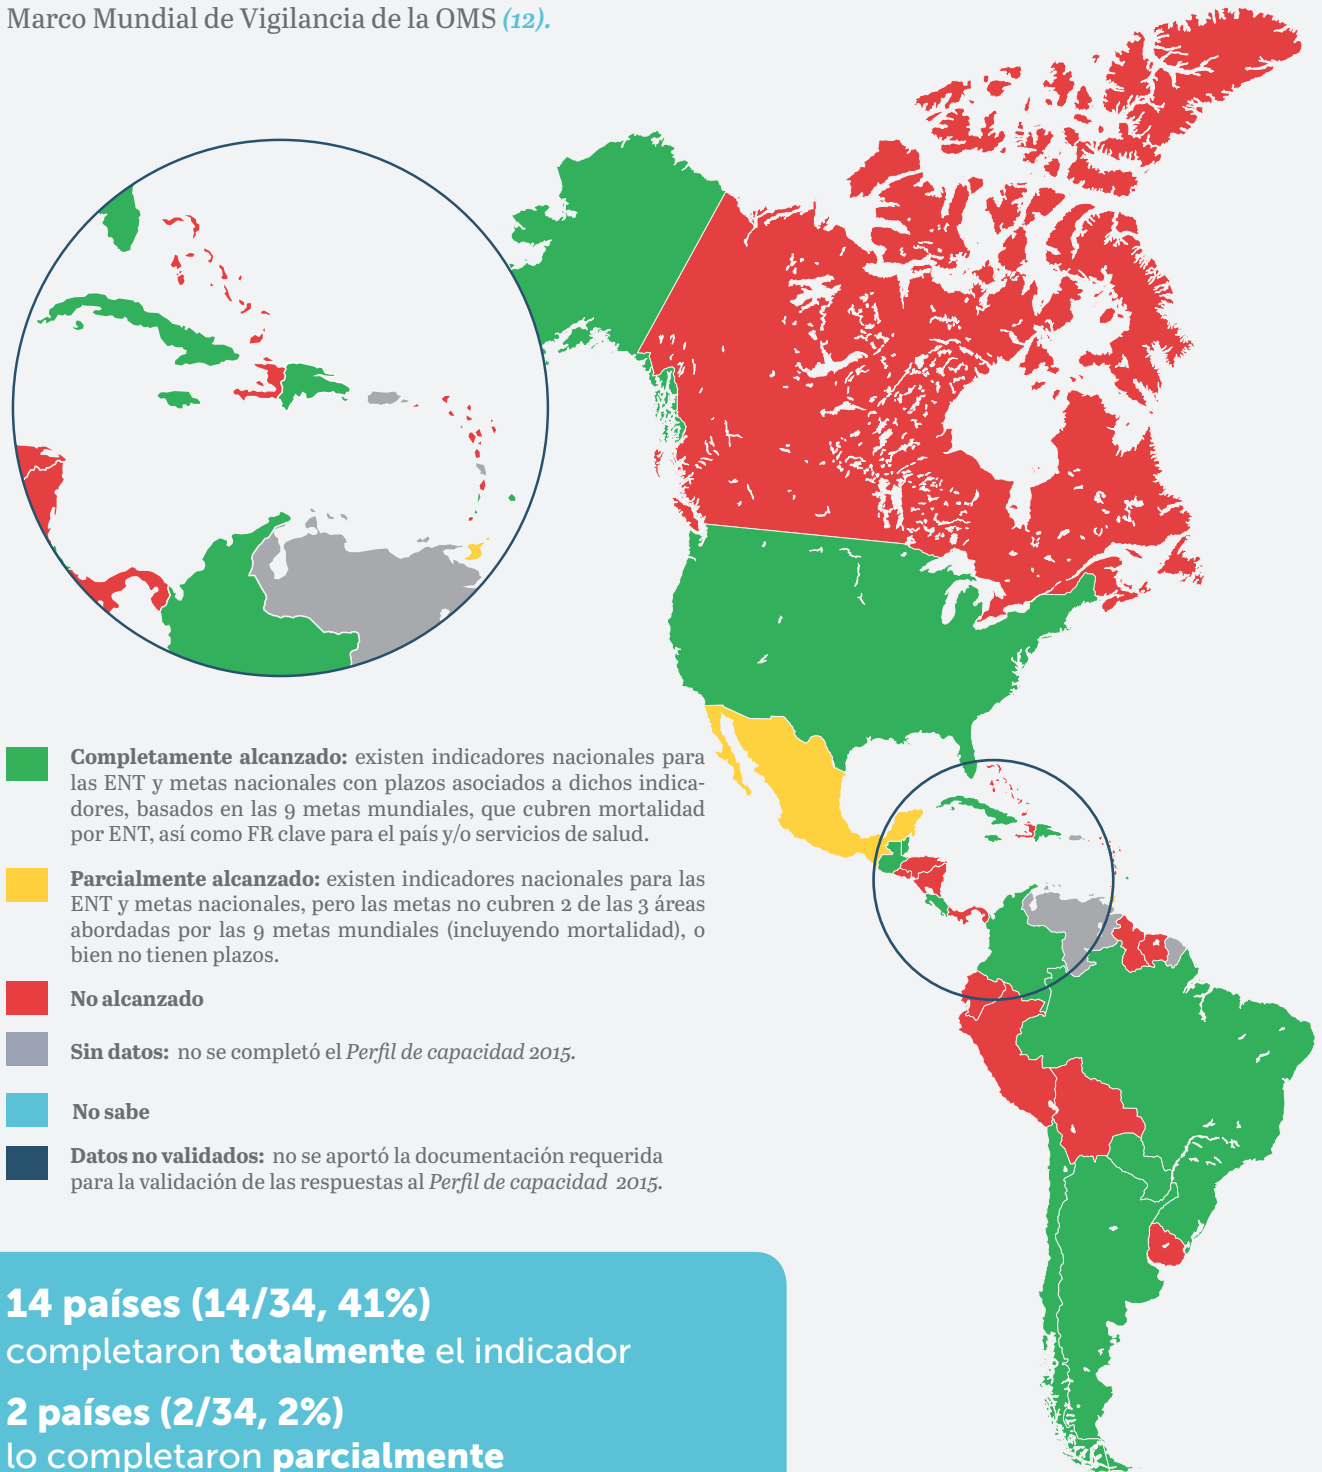 Marco Mundial de Vigilancia de la OMS (12).
Completamente alcanzado: existen indicadores nacionales para
las ENT y metas nacionales con plazos asociados a dichos indica-
dores, basados en las 9 metas mundiales, que cubren mortalidad
por ENT, así como FR clave para el país y/o servicios de salud.
Parcialmente alcanzado: existen indicadores nacionales para las
ENT y metas nacionales, pero las metas no cubren 2 de las 3 áreas
abordadas por las 9 metas mundiales (incluyendo mortalidad), o
bien no tienen plazos.
No alcanzado
Sin datos: no se completó el Perfil de capacidad 2015.
No sabe
Datos no validados: no se aportó la documentación requerida
para la validación de las respuestas al Perfil de capacidad 2015.
14 países (14/34, 41%)
completaron totalmente el indicador
2 países (2/34, 2%)
lo completaron parcialmente